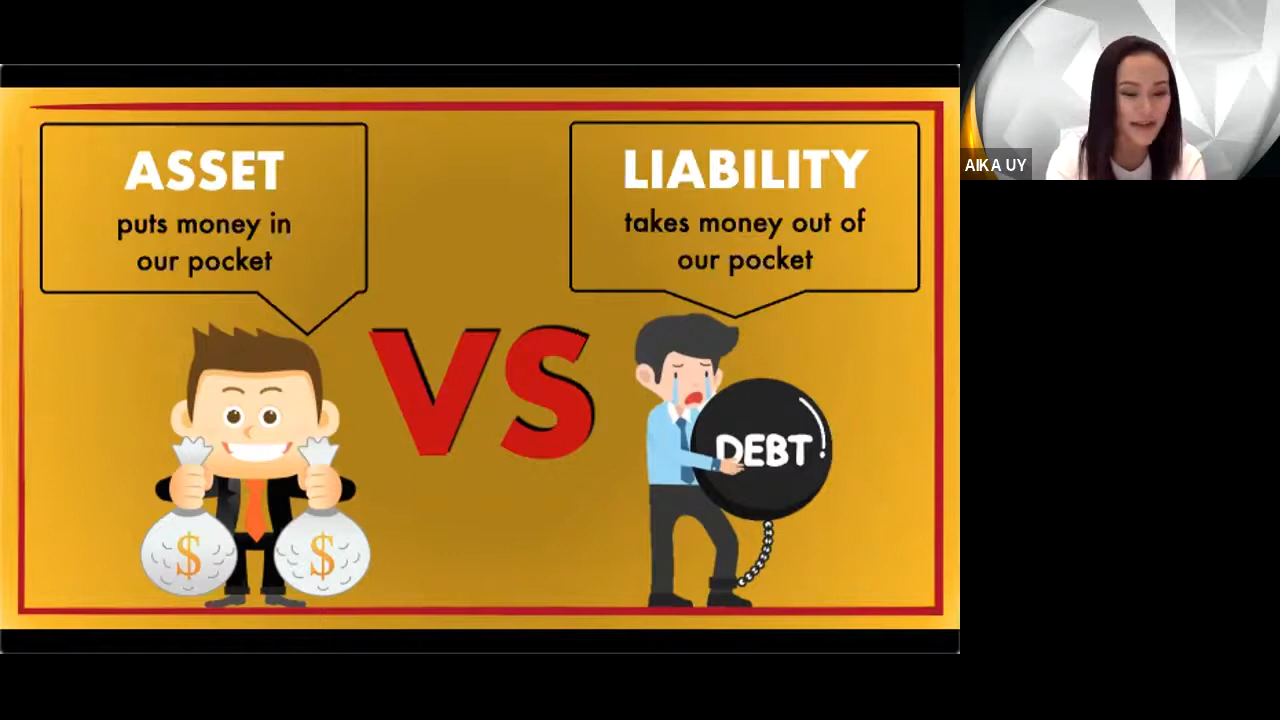 ASSET
puts money in
our pocket
LIABILITY
takes money out of
our pocket
VS
DEBT
$
$
AIKA UY